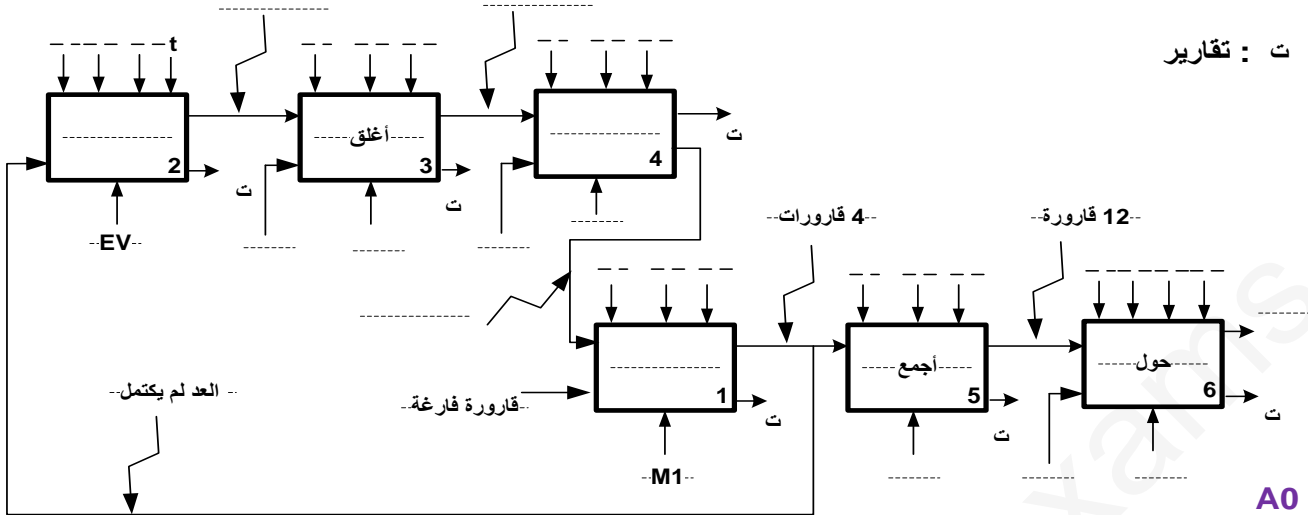 ت : تقارير
t
2
ت
EV
أغلق
3
ت
4
ت
4 قارورات
12 قارورة
1
ت
قارورة فارغة
M1
أجمع
5
ت
حول
6
ت
العد لم يكتمل
A0
xams